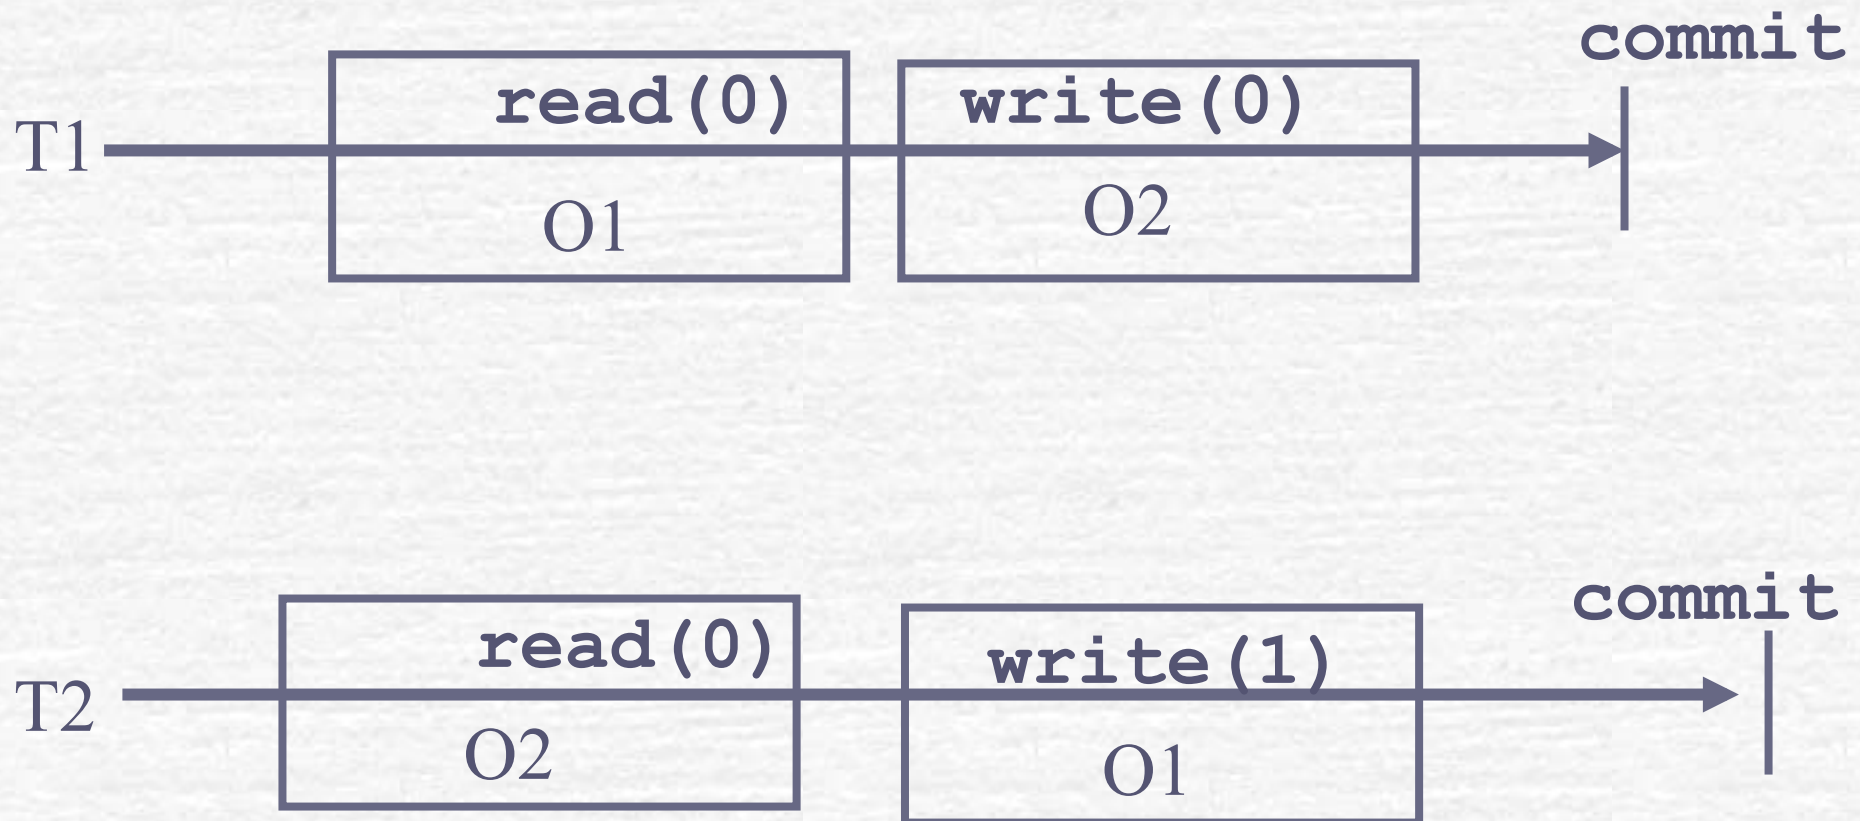 commit
read(0)
write(0)
T1
O1
O2
commit
read(0)
write(1)
T2
O2
O1